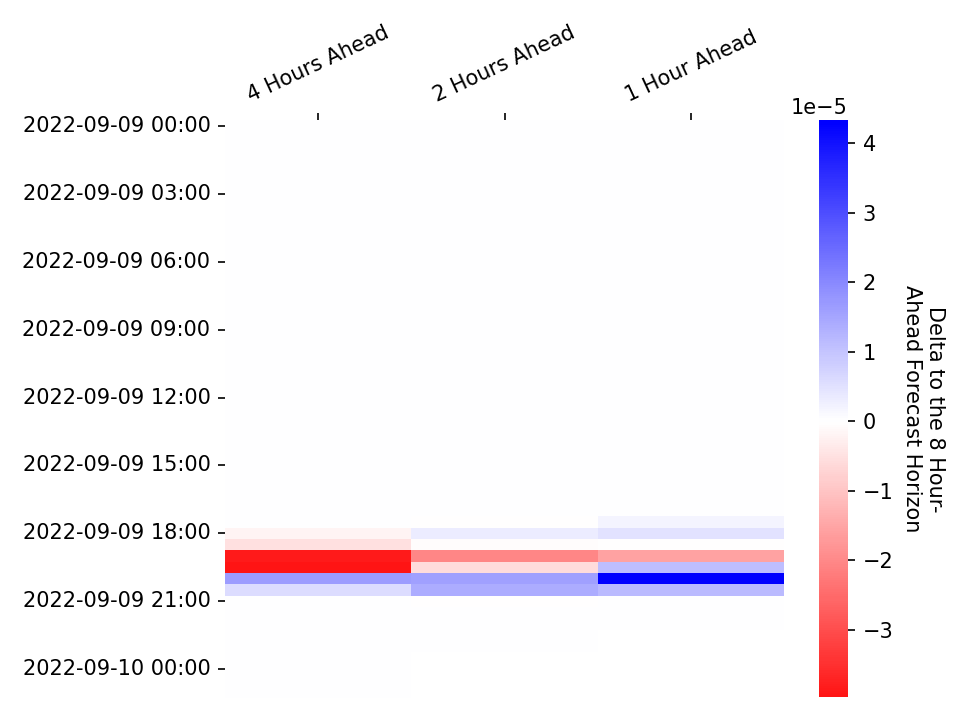 4 Hours Ahead
2 Hours Ahead
1 Hour Ahead
2022-09-09 00:00
2022-09-09 03:00
2022-09-09 06:00
2022-09-09 09:00
2022-09-09 12:00
2022-09-09 15:00
2022-09-09 18:00
2022-09-09 21:00
2022-09-10 00:00
1e−5
4
3
2
1
0
−1
−2
−3
Delta to the 8 Hour-
Ahead Forecast Horizon